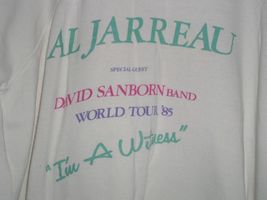 AL JARREAU
SPECIAL GUEST
DAVID SANBORN BAND
WORLD TOUR '85
"I'm A Witness"